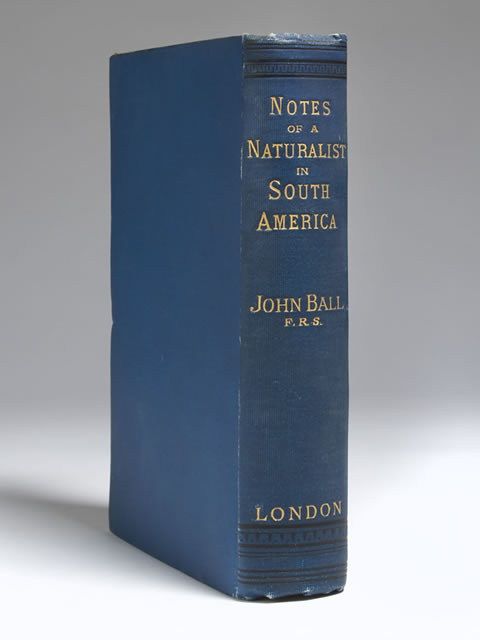 NOTES
OF A
NATURALIST
IN
SOUTH
AMERICA
JOHN BALL
F.R.S.
LONDON